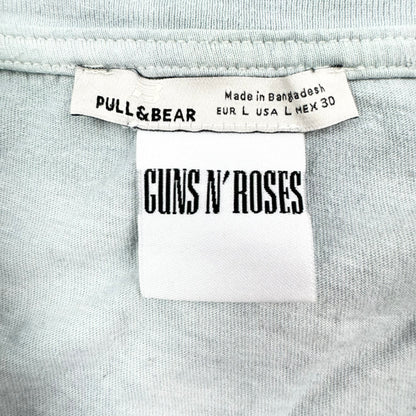 PULL&BEAR
Made in Bangladesh
EUR L USA L MEX 30
GUNS N' ROSES